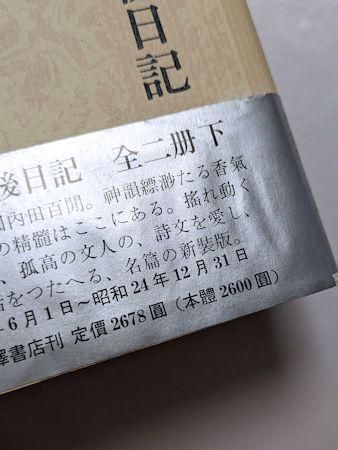 日記
後日記 全二册下
内田百閒。神韻縹渺たる香氣
の精髓はここにある。搖れ動く
、孤高の文人の、詩文を愛し、
をつたへる、名篇の新裝版。
6月1日～昭和24年12月31日
澤書店刊 定價2678圓（本體2600圓）